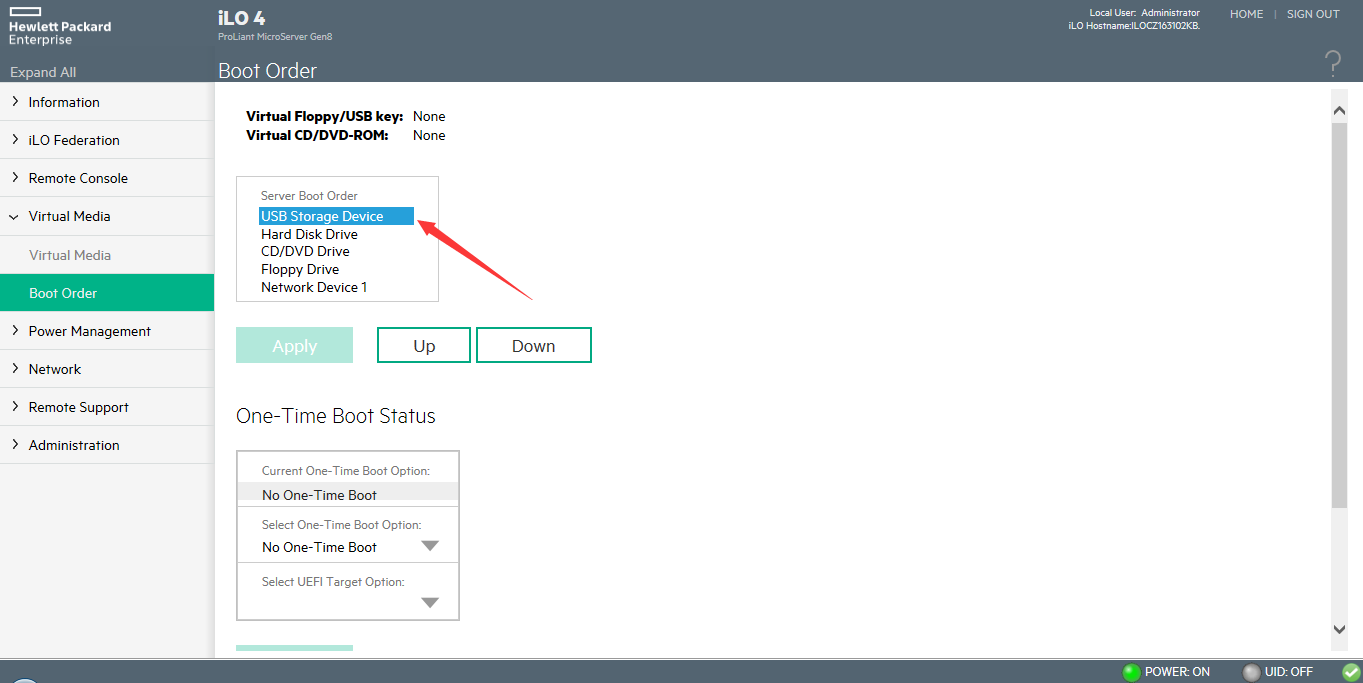 Hewlett Packard
Enterprise
iLO 4
ProLiant MicroServer Gen8
Local User: Administrator
iLO Hostname:ILOCZ163102KB.
HOME | SIGN OUT
Expand All
Boot Order
?
Information
iLO Federation
Remote Console
Virtual Media
Virtual Media
Boot Order
Power Management
Network
Remote Support
Administration
Virtual Floppy/USB key: None
Virtual CD/DVD-ROM: None
Server Boot Order
USB Storage Device
Hard Disk Drive
CD/DVD Drive
Floppy Drive
Network Device 1
Apply Up Down
One-Time Boot Status
Current One-Time Boot Option:
No One-Time Boot
Select One-Time Boot Option:
No One-Time Boot
Select UEFI Target Option:
POWER: ON UID: OFF